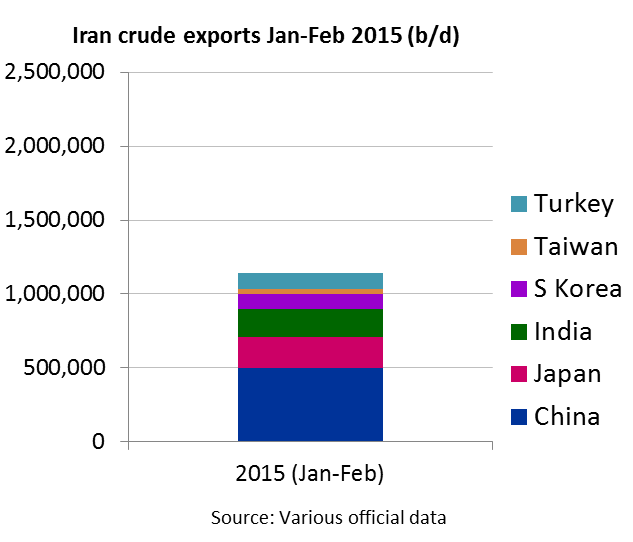 Iran crude exports Jan-Feb 2015 (b/d)
2,500,000
2,000,000
1,500,000
1,000,000
500,000
0
2015 (Jan-Feb)
Turkey
Taiwan
S Korea
India
Japan
China
Source: Various official data